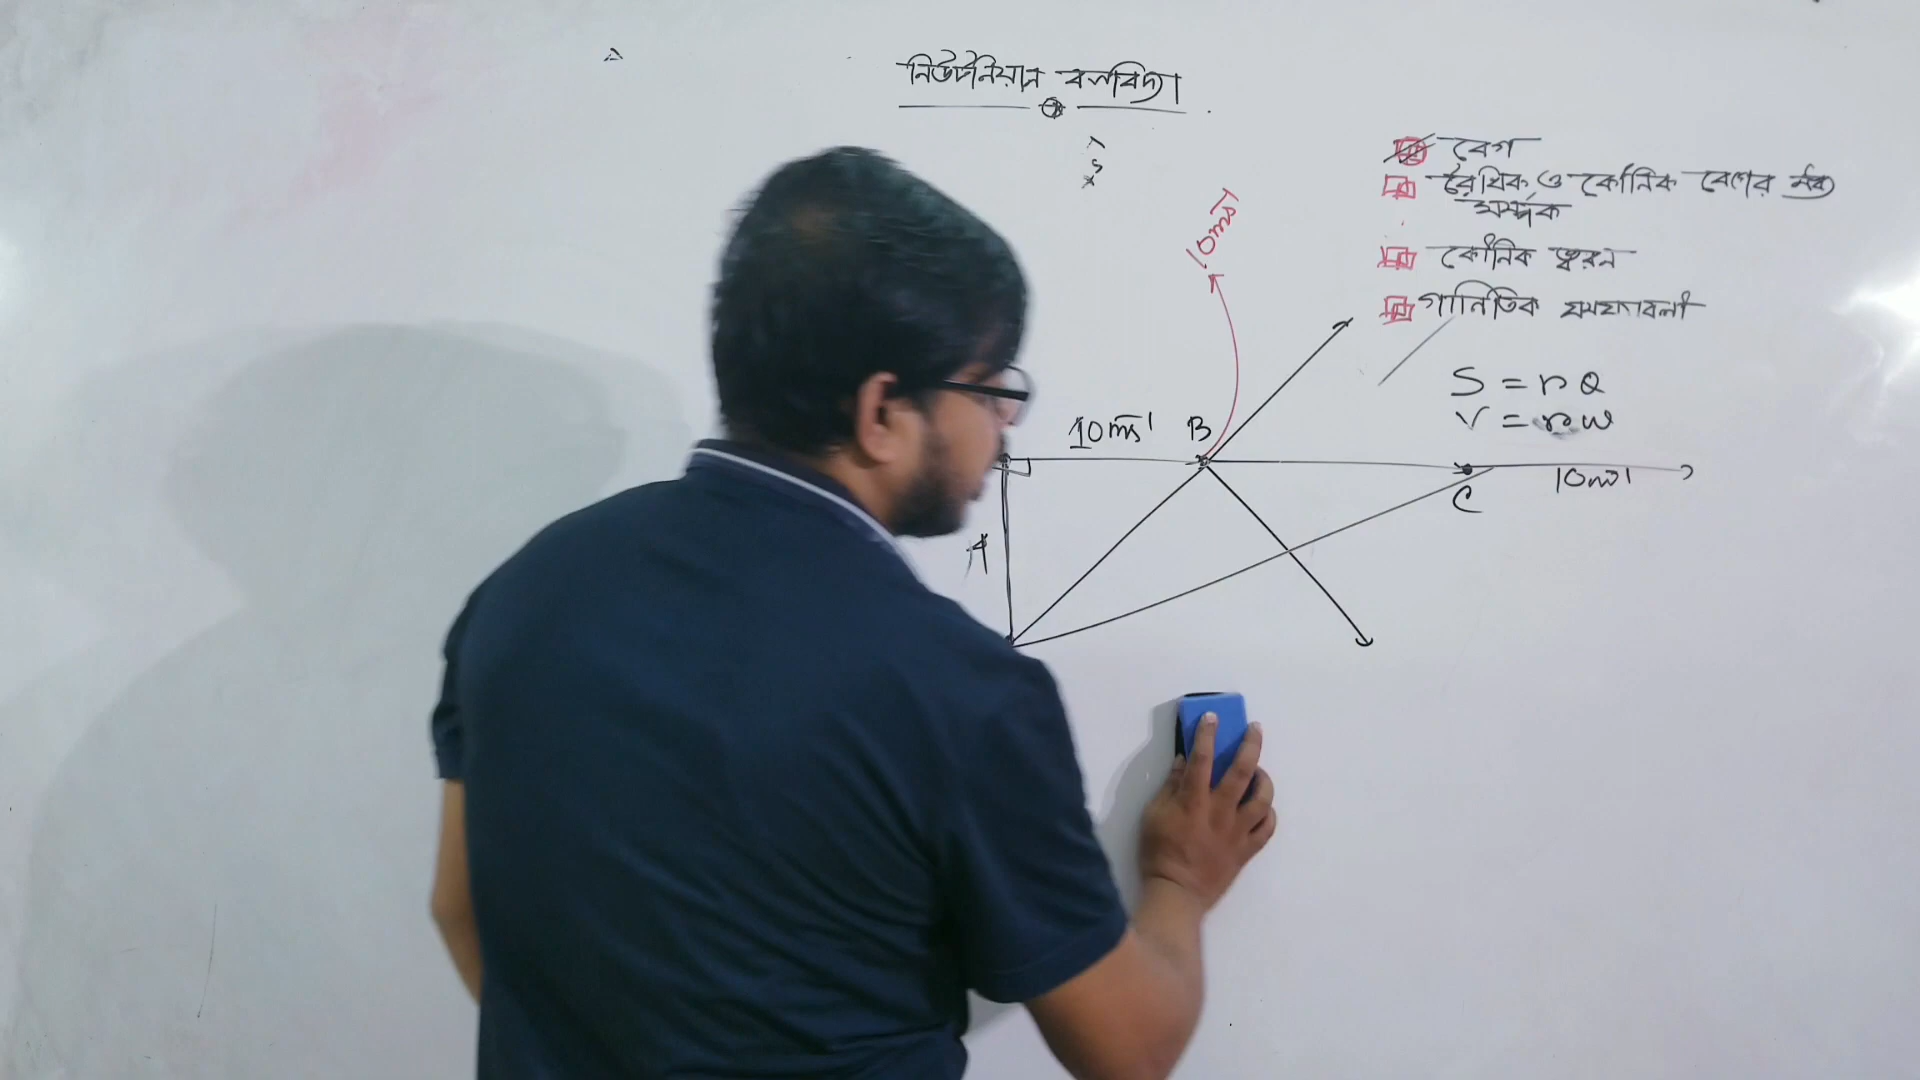 নিউটনিয়ান বলবিদ্যা
বেগ
রৈখিক ও কৌনিক বেগের
সম্পর্ক
কৌনিক ত্বরন
গানিতিক সমস্যাবলী
10ms⁻¹
S = rθ
V = rω
10ms⁻¹ B
C 10ms⁻¹
A